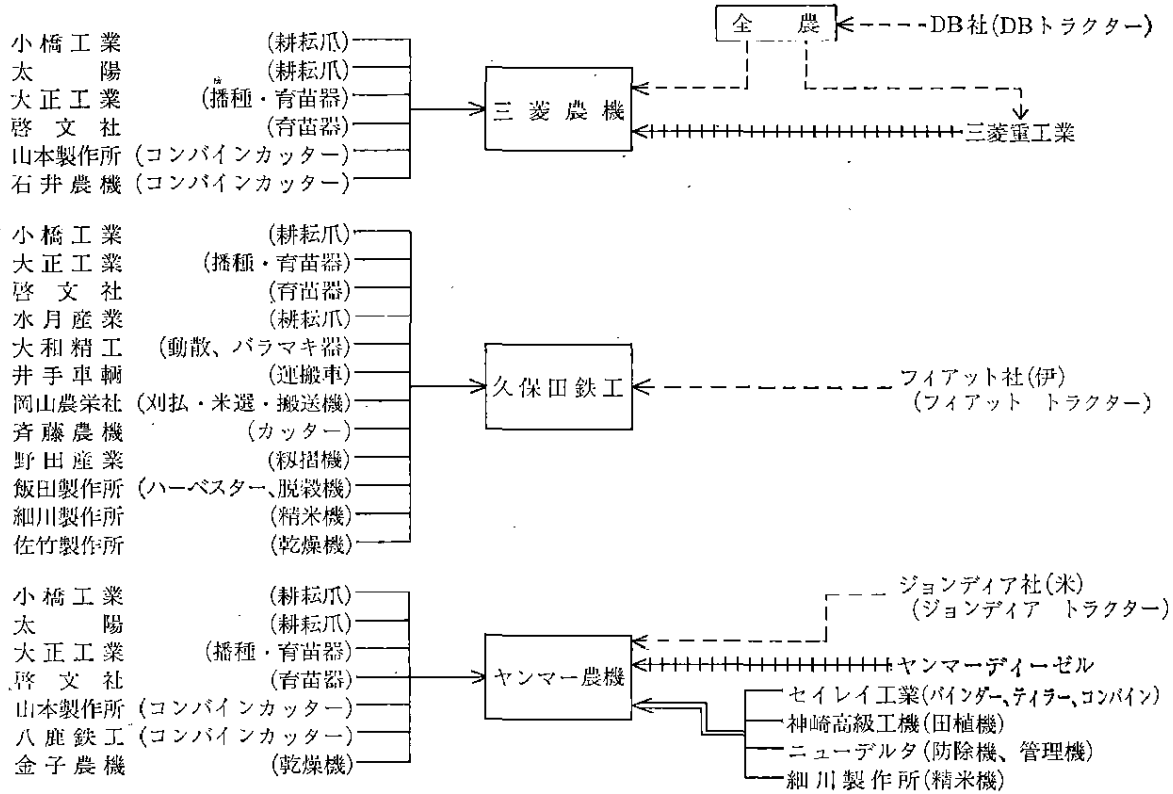 全農
DB社(DBトラクター)
小橋工業 (耕耘爪)
太陽 (耕耘爪)
大正工業 (播種・育苗器)
啓文社 (育苗器)
山本製作所 (コンバインカッター)
石井農機 (コンバインカッター)
三菱農機
三菱重工業
小橋工業 (耕耘爪)
大正工業 (播種・育苗器)
啓文社 (育苗器)
水月産業 (耕耘爪)
大和精工 (動散、バラマキ器)
井手車輌 (運搬車)
岡山農栄社 (刈払・米選・搬送機)
斉藤農機 (カッター)
野田産業 (籾摺機)
飯田製作所 (ハーベスター、脱穀機)
細川製作所 (精米機)
佐竹製作所 (乾燥機)
久保田鉄工
フィアット社(伊)
(フィアット トラクター)
小橋工業 (耕耘爪)
太陽 (耕耘爪)
大正工業 (播種・育苗器)
啓文社 (育苗器)
山本製作所 (コンバインカッター)
八鹿鉄工 (コンバインカッター)
金子農機 (乾燥機)
ヤンマー農機
ジョンディア社(米)
(ジョンディア トラクター)
ヤンマーディーゼル
セイレイ工業(バインダー、ティラー、コンバイン)
神崎高級工機(田植機)
ニューデルタ(防除機、管理機)
細川製作所(精米機)